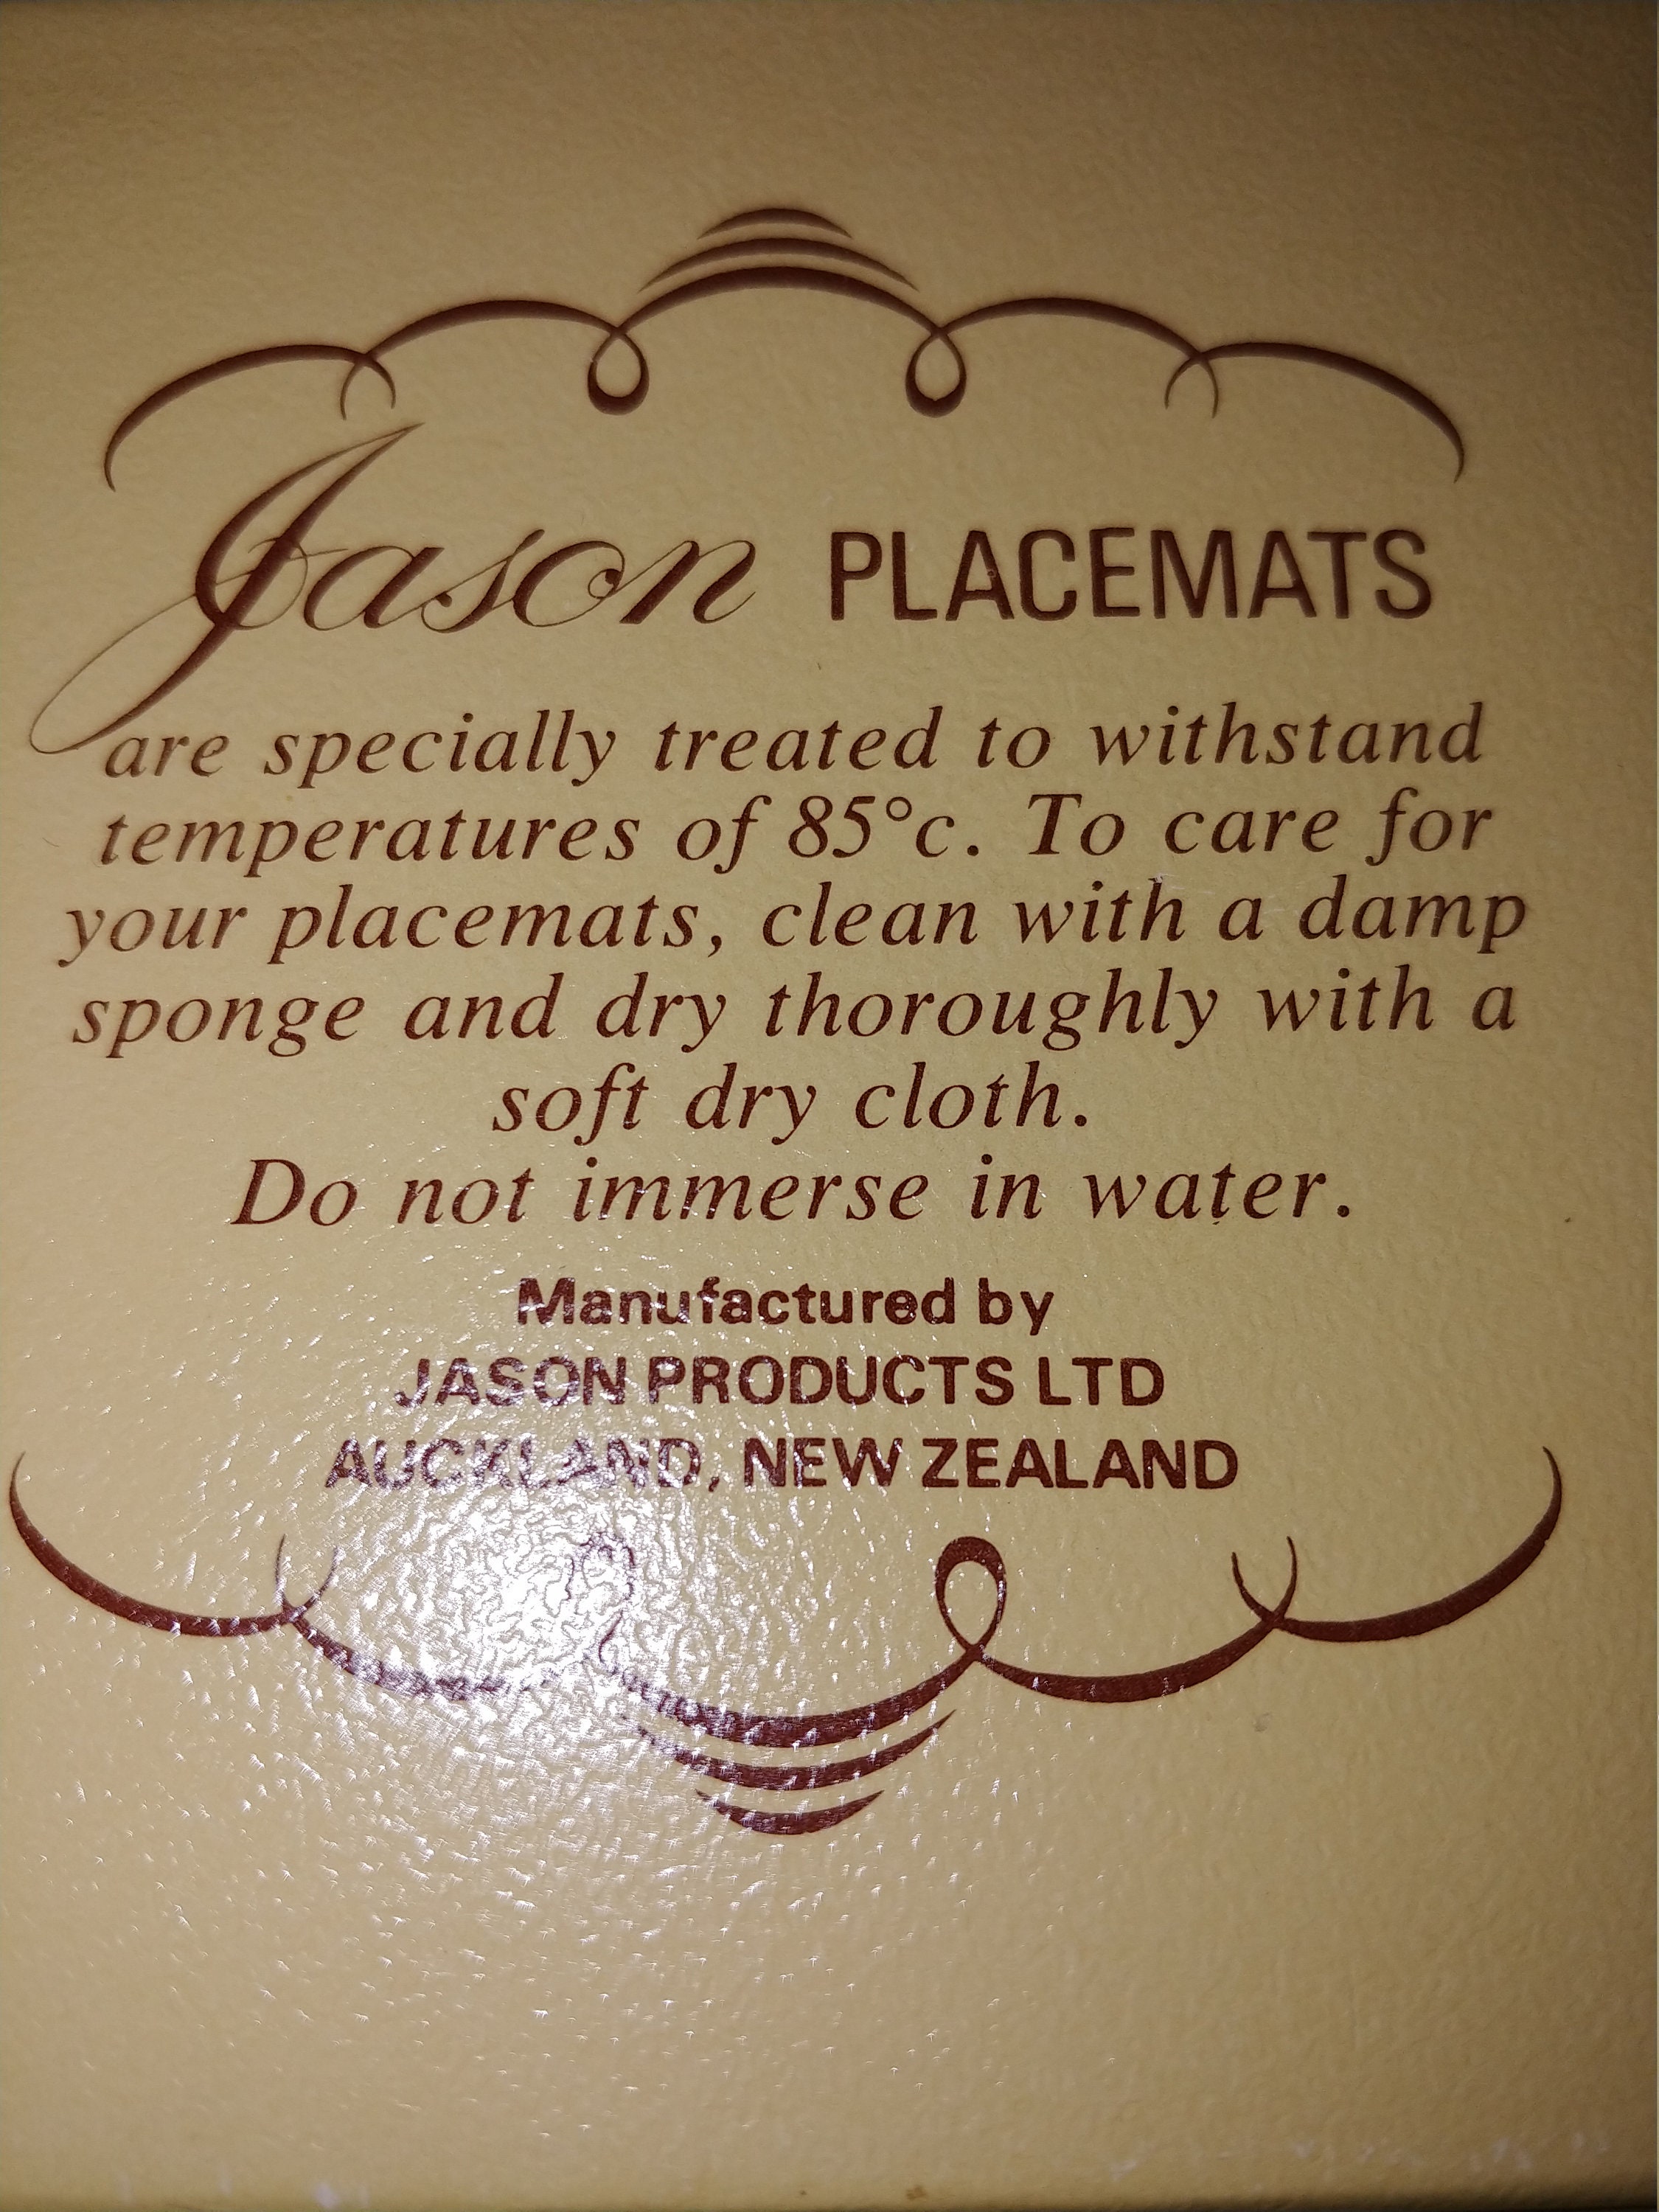 Jason PLACEMATS
are specially treated to withstand
temperatures of 85°c. To care for
your placemats, clean with a damp
sponge and dry thoroughly with a
soft dry cloth.
Do not immerse in water.
Manufactured by
JASON PRODUCTS LTD
AUCKLAND, NEW ZEALAND